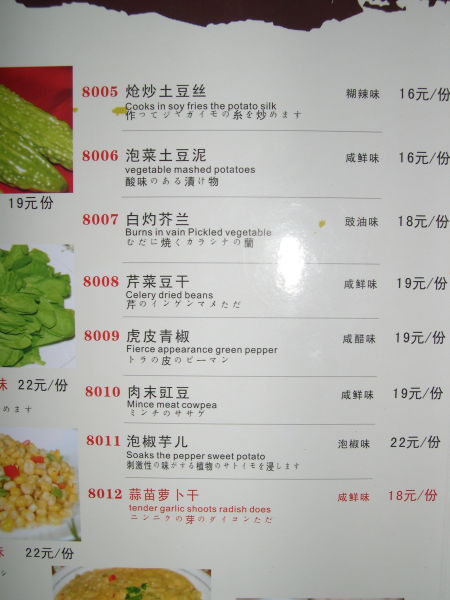 8005 炝炒土豆丝 糊辣味 16元/份
Cooks in soy fries the potato silk
作ってジャガイモの糸を炒めます
8006 泡菜土豆泥 咸鲜味 16元/份
vegetable mashed potatoes
酸味のある漬け物
19元份
8007 白灼芥兰 豉油味 18元/份
Burns in vain Pickled vegetable
むだに焼くカラシナの蘭
8008 芹菜豆干 咸鲜味 19元/份
Celery dried beans
芹のインゲンマメただ
8009 虎皮青椒 咸醋味 19元/份
Fierce appearance green pepper
トラの皮のピーマン
味 22元/份
8010 肉末豇豆 咸鲜味 19元/份
Mince meat cowpea
ミンチのササゲ
めます
8011 泡椒芋儿 泡椒味 22元/份
Soaks the pepper sweet potato
刺激性の味がする植物のサトイモを浸します
8012 蒜苗萝卜干 咸鲜味 18元/份
tender garlic shoots radish does
ニンニクの芽のダイコンただ
味 22元/份